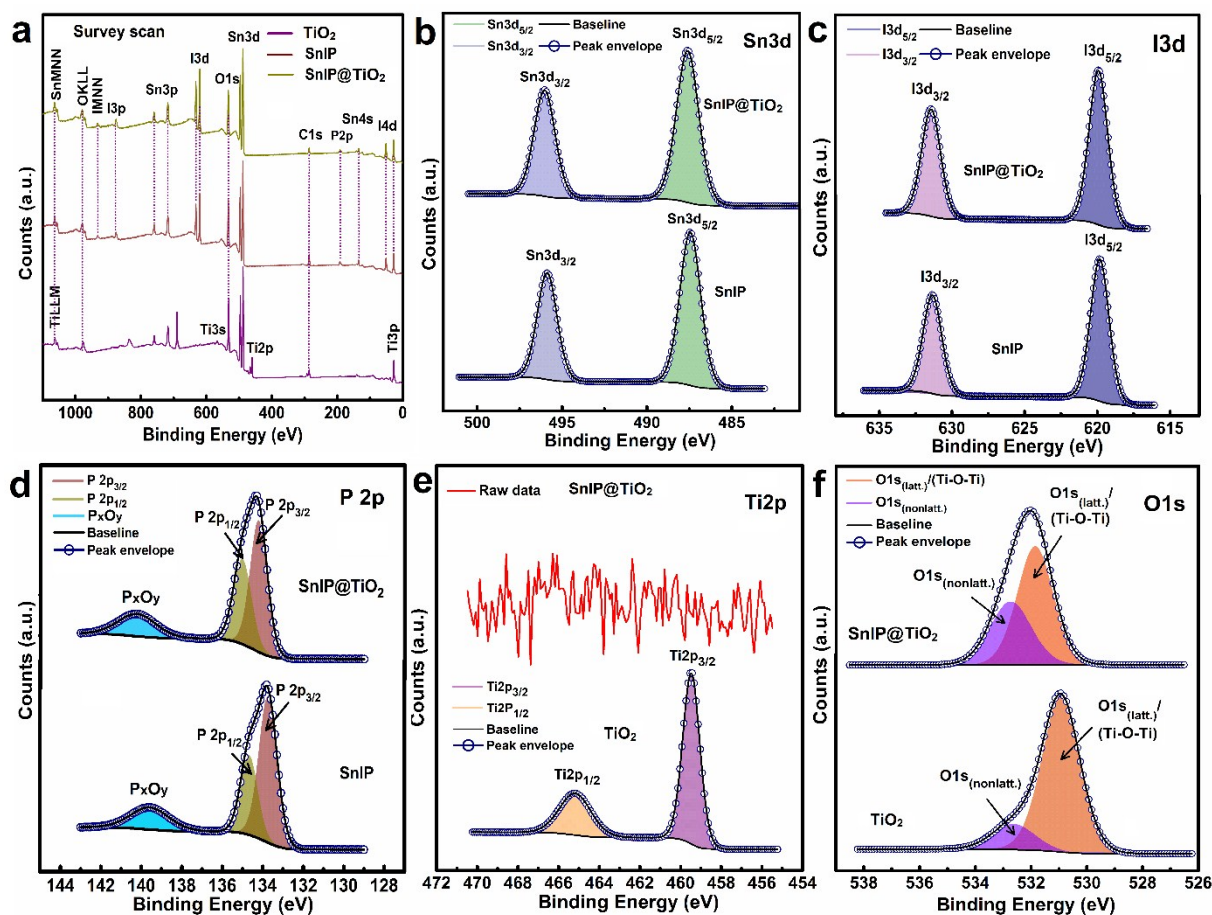 a
Survey scan
TiO2
SnIP
SnIP@TiO2
SnMNN
OKLL
IMNN
I3p
Sn3p
I3d
O1s
Sn3d
C1s
P2p
Sn4s
I4d
TiLLM
Ti3s
Ti2p
Ti3p
Counts (a.u.)
1000 800 600 400 200 0
Binding Energy (eV)
b
Sn3d5/2 Baseline
Sn3d3/2 Peak envelope
Sn3d
Sn3d5/2
Sn3d3/2
SnIP@TiO2
Sn3d5/2
Sn3d3/2
SnIP
Counts (a.u.)
500 495 490 485
Binding Energy (eV)
c
I3d5/2 Baseline
I3d3/2 Peak envelope
I3d
I3d5/2
I3d3/2
SnIP@TiO2
I3d5/2
I3d3/2
SnIP
Counts (a.u.)
635 630 625 620 615
Binding Energy (eV)
d
P 2p3/2
P 2p1/2
PxOy
Baseline
Peak envelope
P 2p
P 2p1/2
P 2p3/2
PxOy
SnIP@TiO2
P 2p3/2
P 2p1/2
PxOy
SnIP
Counts (a.u.)
144 142 140 138 136 134 132 130 128
Binding Energy (eV)
e
Raw data
SnIP@TiO2
Ti2p
Ti2p3/2
Ti2P1/2
Baseline
Peak envelope
Ti2p3/2
TiO2
Ti2p1/2
Counts (a.u.)
472 470 468 466 464 462 460 458 456 454
Binding Energy (eV)
f
O1s(latt.)/(Ti-O-Ti)
O1s(nonlatt.)
Baseline
Peak envelope
O1s
O1s(latt.)/
(Ti-O-Ti)
O1s(nonlatt.)
SnIP@TiO2
O1s(latt.)/
(Ti-O-Ti)
O1s(nonlatt.)
TiO2
Counts (a.u.)
538 536 534 532 530 528 526
Binding Energy (eV)